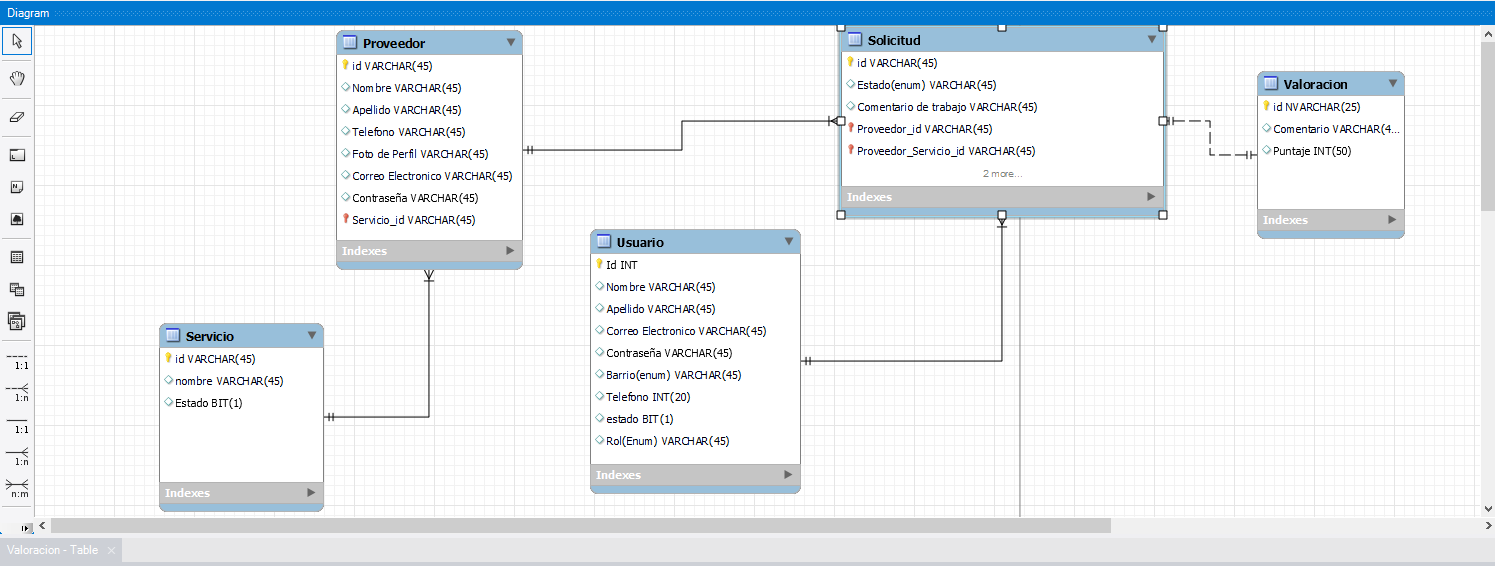 Diagram
Proveedor
id VARCHAR(45)
Nombre VARCHAR(45)
Apellido VARCHAR(45)
Telefono VARCHAR(45)
Foto de Perfil VARCHAR(45)
Correo Electronico VARCHAR(45)
Contraseña VARCHAR(45)
Servicio_id VARCHAR(45)
Indexes
Solicitud
id VARCHAR(45)
Estado(enum) VARCHAR(45)
Comentario de trabajo VARCHAR(45)
Proveedor_id VARCHAR(45)
Proveedor_Servicio_id VARCHAR(45)
2 more...
Indexes
Valoracion
id NVARCHAR(25)
Comentario VARCHAR(4...
Puntaje INT(50)
Indexes
Usuario
Id INT
Nombre VARCHAR(45)
Apellido VARCHAR(45)
Correo Electronico VARCHAR(45)
Contraseña VARCHAR(45)
Barrio(enum) VARCHAR(45)
Telefono INT(20)
estado BIT(1)
Rol(Enum) VARCHAR(45)
Indexes
Servicio
id VARCHAR(45)
nombre VARCHAR(45)
Estado BIT(1)
Indexes
1:1
1:n
1:1
1:n
n:m
Valoracion - Table